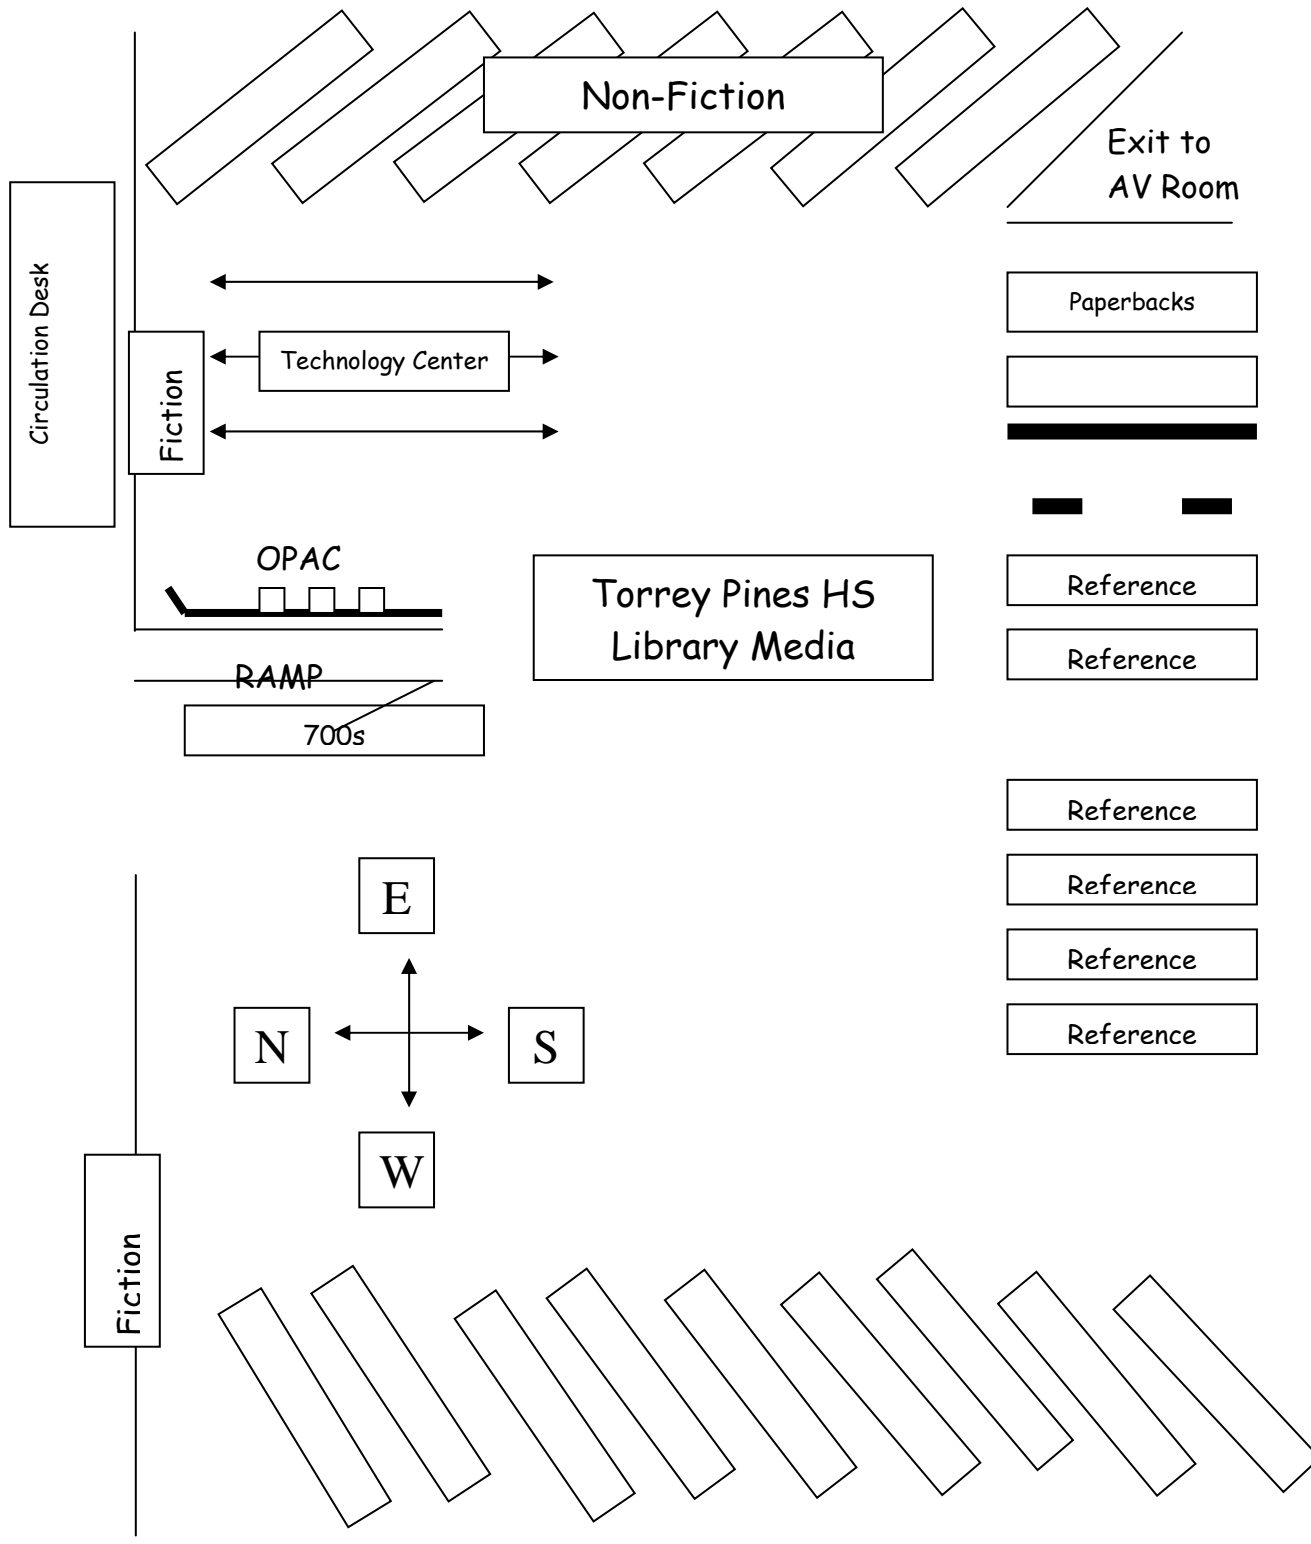 Non-Fiction
Exit to
AV Room
Circulation Desk
Paperbacks
Technology Center
Fiction
OPAC
Torrey Pines HS
Library Media
Reference
Reference
RAMP
700s
Reference
Reference
Reference
Reference
E
N
S
W
Fiction